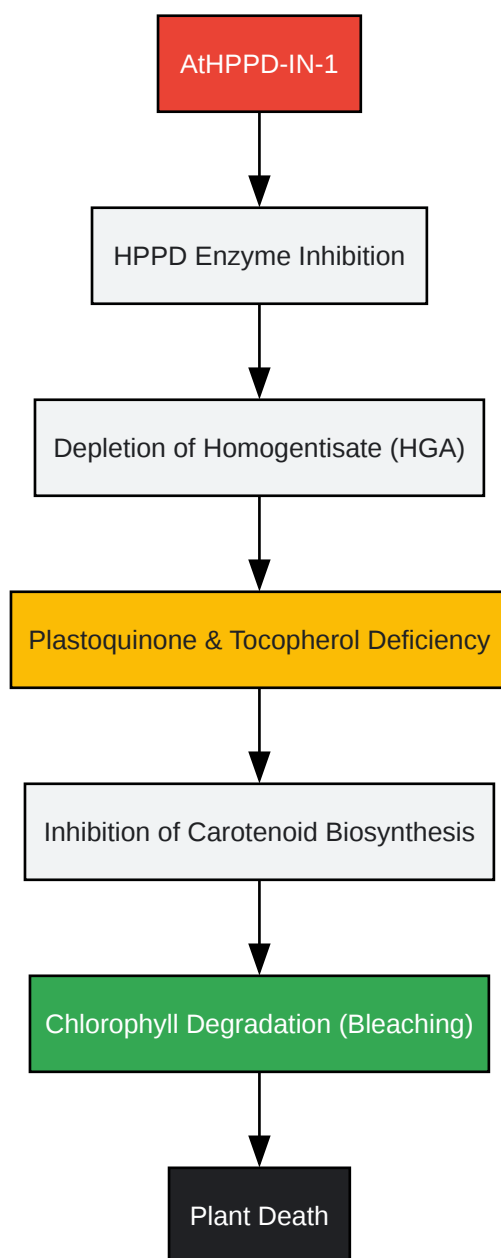 AtHPPD-IN-1
HPPD Enzyme Inhibition
Depletion of Homogentisate (HGA)
Plastoquinone & Tocopherol Deficiency
Inhibition of Carotenoid Biosynthesis
Chlorophyll Degradation (Bleaching)
Plant Death